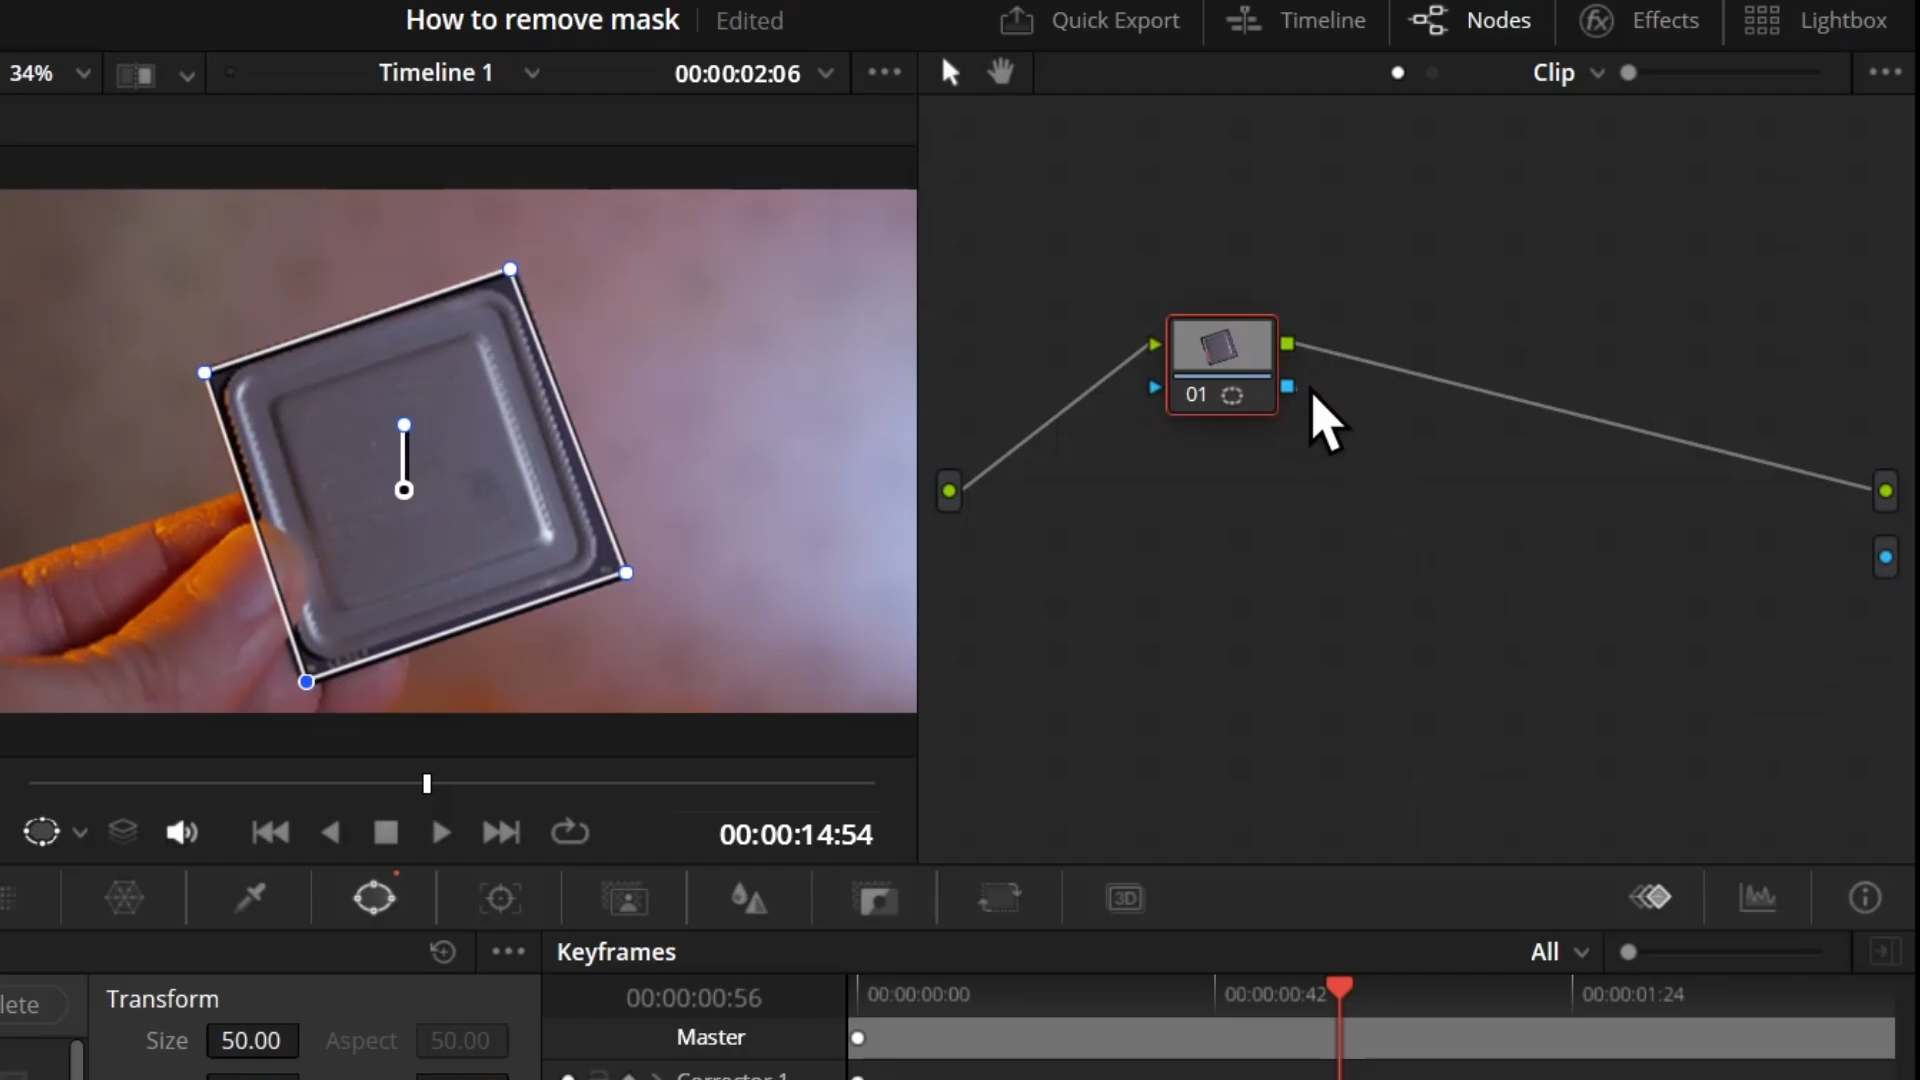 How to remove mask
Edited
Quick Export
Timeline
Nodes
Effects
Lightbox
34%
Timeline 1
00:00:02:06
Clip
01
00:00:14:54
3D
Keyframes
All
lete
Transform
00:00:00:56
00:00:00:00
00:00:00:42
00:00:01:24
Size
50.00
Aspect
50.00
Master
Corrector 1